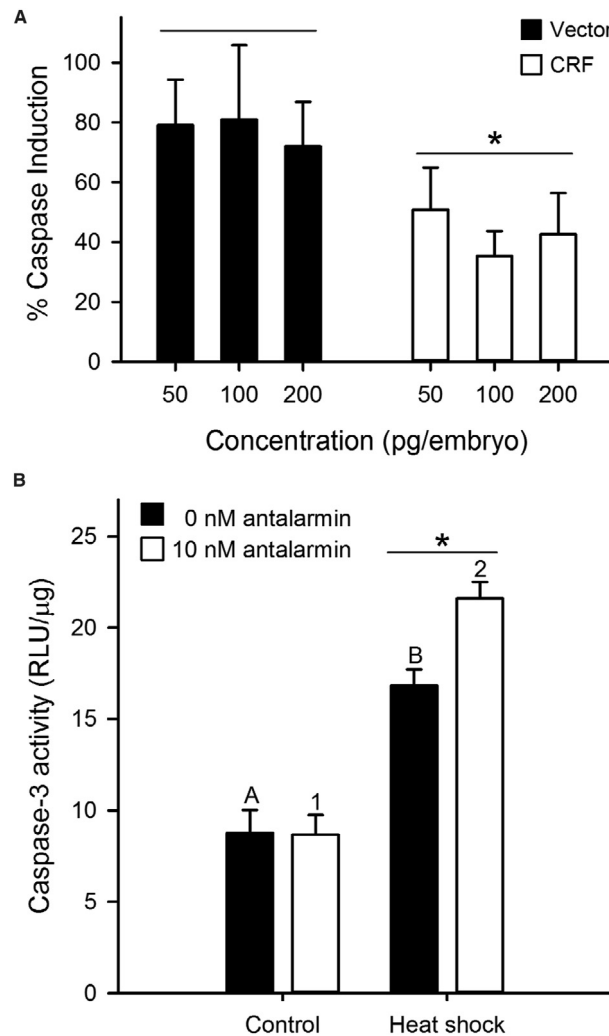 A
Vector
CRF
% Caspase Induction
100
80
60
40
20
0
*
50 100 200 50 100 200
Concentration (pg/embryo)
B
0 nM antalarmin
10 nM antalarmin
Caspase-3 activity (RLU/µg)
25
20
15
10
5
0
*
A 1 B 2
Control Heat shock